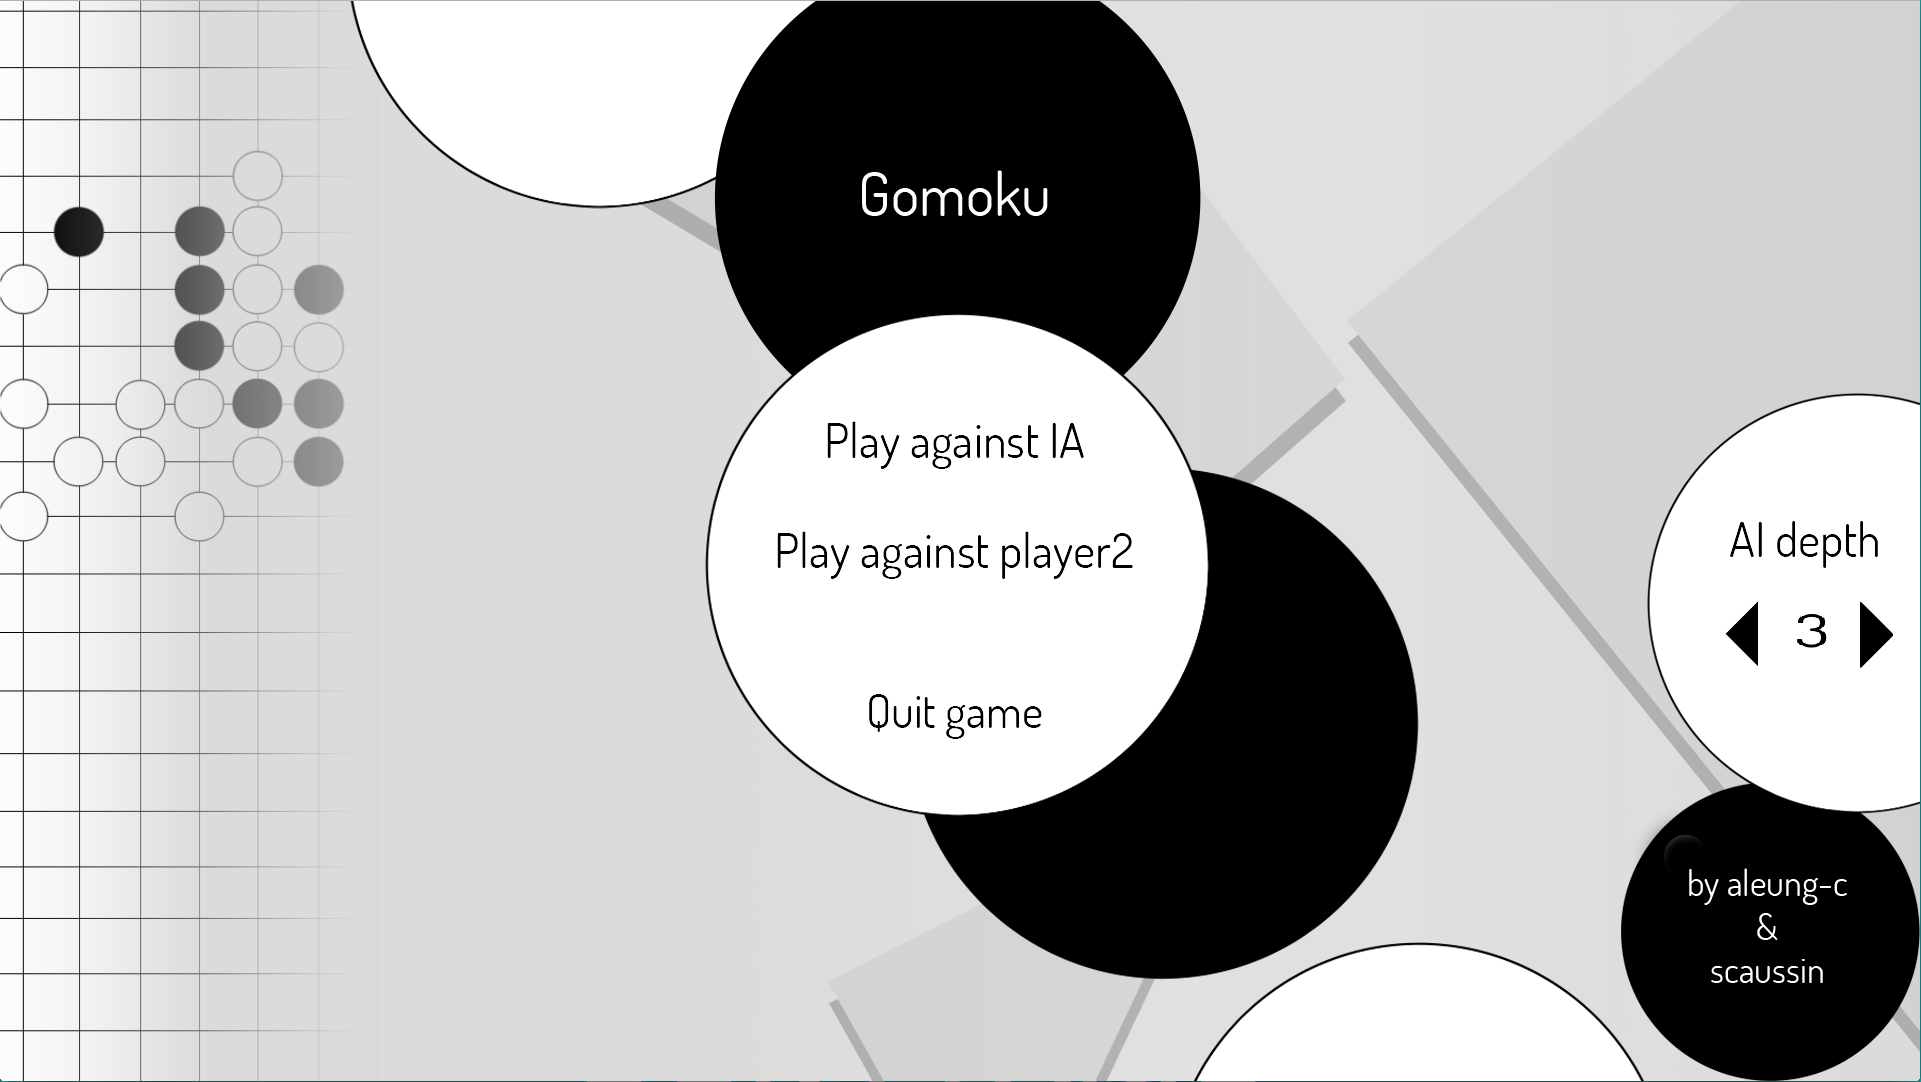 Gomoku
Play against IA
Play against player2
Quit game
AI depth
3
by aleung-c
&
scaussin